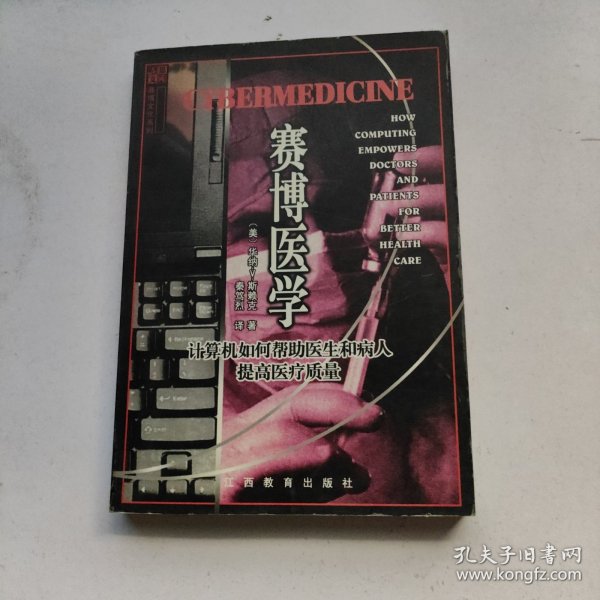 CYBERMEDICINE
HOW
COMPUTING
EMPOWERS
DOCTORS
AND
PATIENTS
FOR
BETTER
HEALTH
CARE
赛博医学
(美)华纳V·斯赖克 著
秦笃烈 译
计算机如何帮助医生和病人
提高医疗质量
江西教育出版社
孔夫子旧书网
www.kongfz.com